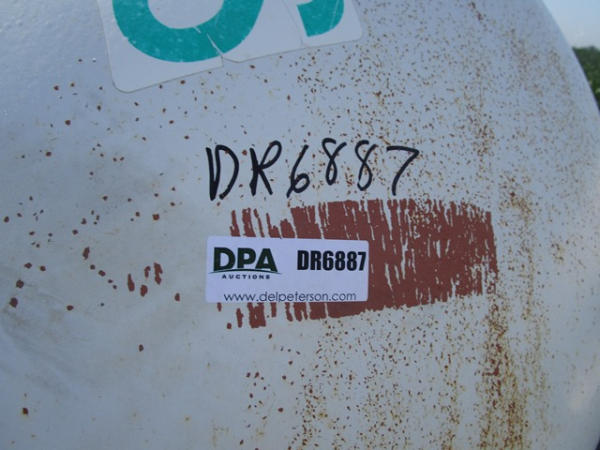 DR6887
DPA
AUCTIONS
DR6887
www.delpeterson.com